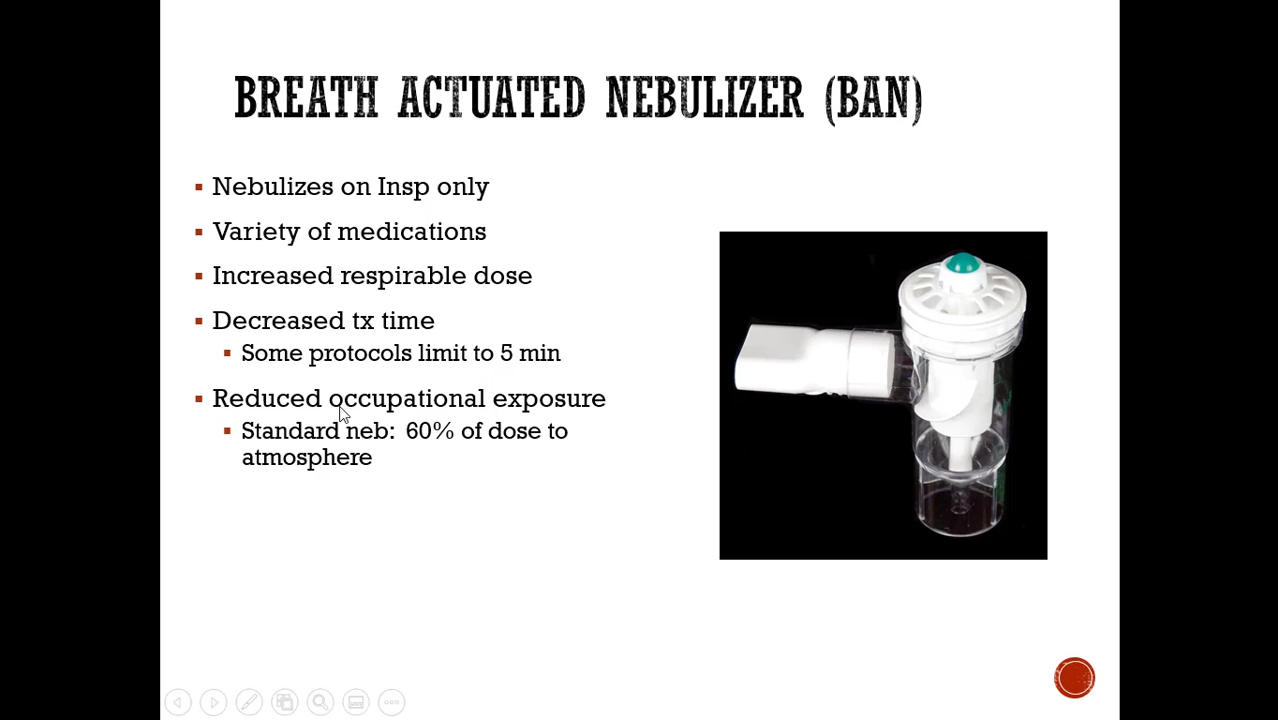 BREATH ACTUATED NEBULIZER (BAN)
Nebulizes on Insp only
Variety of medications
Increased respirable dose
Decreased tx time
Some protocols limit to 5 min
Reduced occupational exposure
Standard neb: 60% of dose to
atmosphere